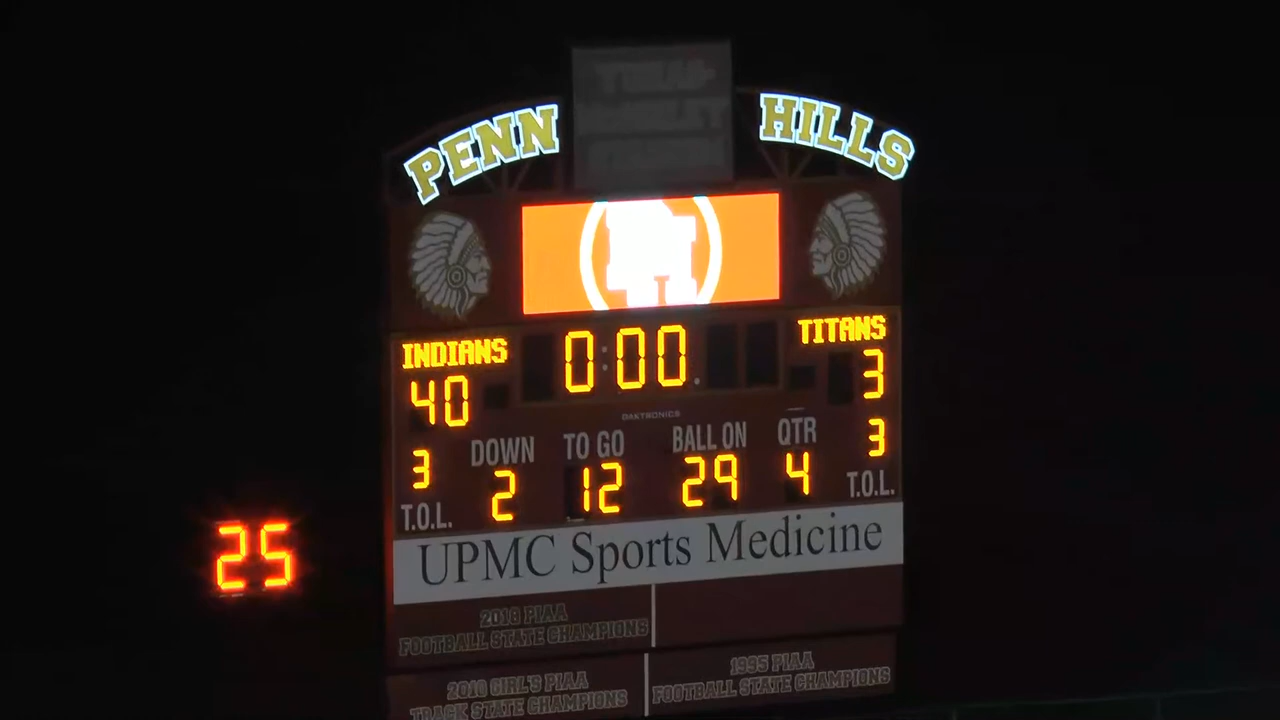 PENN HILLS
INDIANS 0:00 TITANS
40 3
DAKTRONICS
DOWN TO GO BALL ON QTR
3 2 12 29 4 3
T.O.L. T.O.L.
25
UPMC Sports Medicine
2018 PIAA
FOOTBALL STATE CHAMPIONS
2010 GIRL'S PIAA
TRACK STATE CHAMPIONS
1995 PIAA
FOOTBALL STATE CHAMPIONS